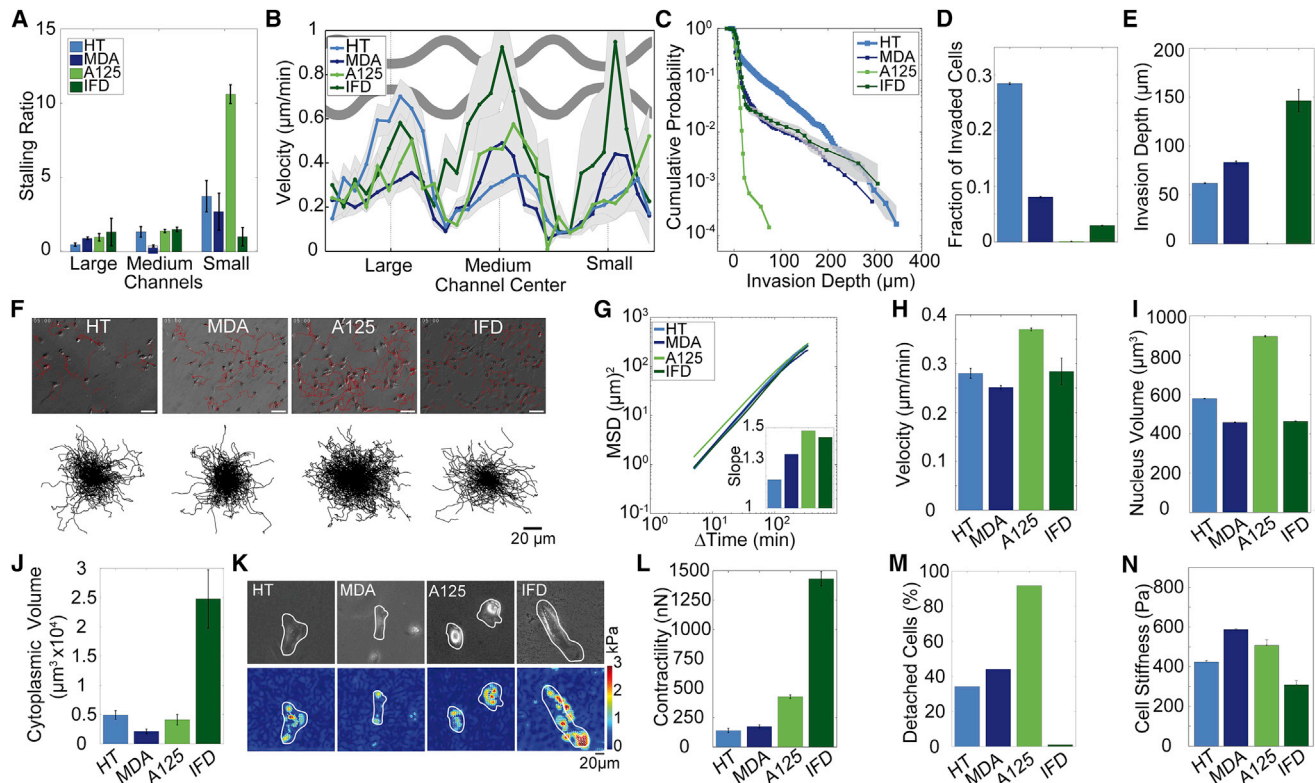 A
Stalling Ratio
15
10
5
0
HT
MDA
A125
IFD
Large
Medium
Small
Channels
B
Velocity (μm/min)
1
0.8
0.6
0.4
0.2
0
HT
MDA
A125
IFD
Large
Medium
Small
Channel Center
C
Cumulative Probability
10⁰
10⁻¹
10⁻²
10⁻³
10⁻⁴
HT
MDA
A125
IFD
0 100 200 300 400
Invasion Depth (μm)
D
Fraction of Invaded Cells
0.3
0.2
0.1
0
E
Invasion Depth (μm)
200
150
100
50
0
F
HT
MDA
A125
IFD
20 μm
G
MSD (μm)²
10³
10²
10¹
10⁰
10⁻¹
HT
MDA
A125
IFD
Slope
1.5
1.3
1
10⁰ 10¹ 10²
ΔTime (min)
H
Velocity (μm/min)
0.4
0.3
0.2
0.1
0
HT
MDA
A125
IFD
I
Nucleus Volume (μm³)
1000
800
600
400
200
0
HT
MDA
A125
IFD
J
Cytoplasmic Volume
(μm³ x10⁴)
3
2.5
2
1.5
1
0.5
0
HT
MDA
A125
IFD
K
HT
MDA
A125
IFD
kPa
3
2
1
0
20μm
L
Contractility (nN)
1500
1250
1000
750
500
250
0
HT
MDA
A125
IFD
M
Detached Cells (%)
100
80
60
40
20
0
HT
MDA
A125
IFD
N
Cell Stiffness (Pa)
800
600
400
200
0
HT
MDA
A125
IFD